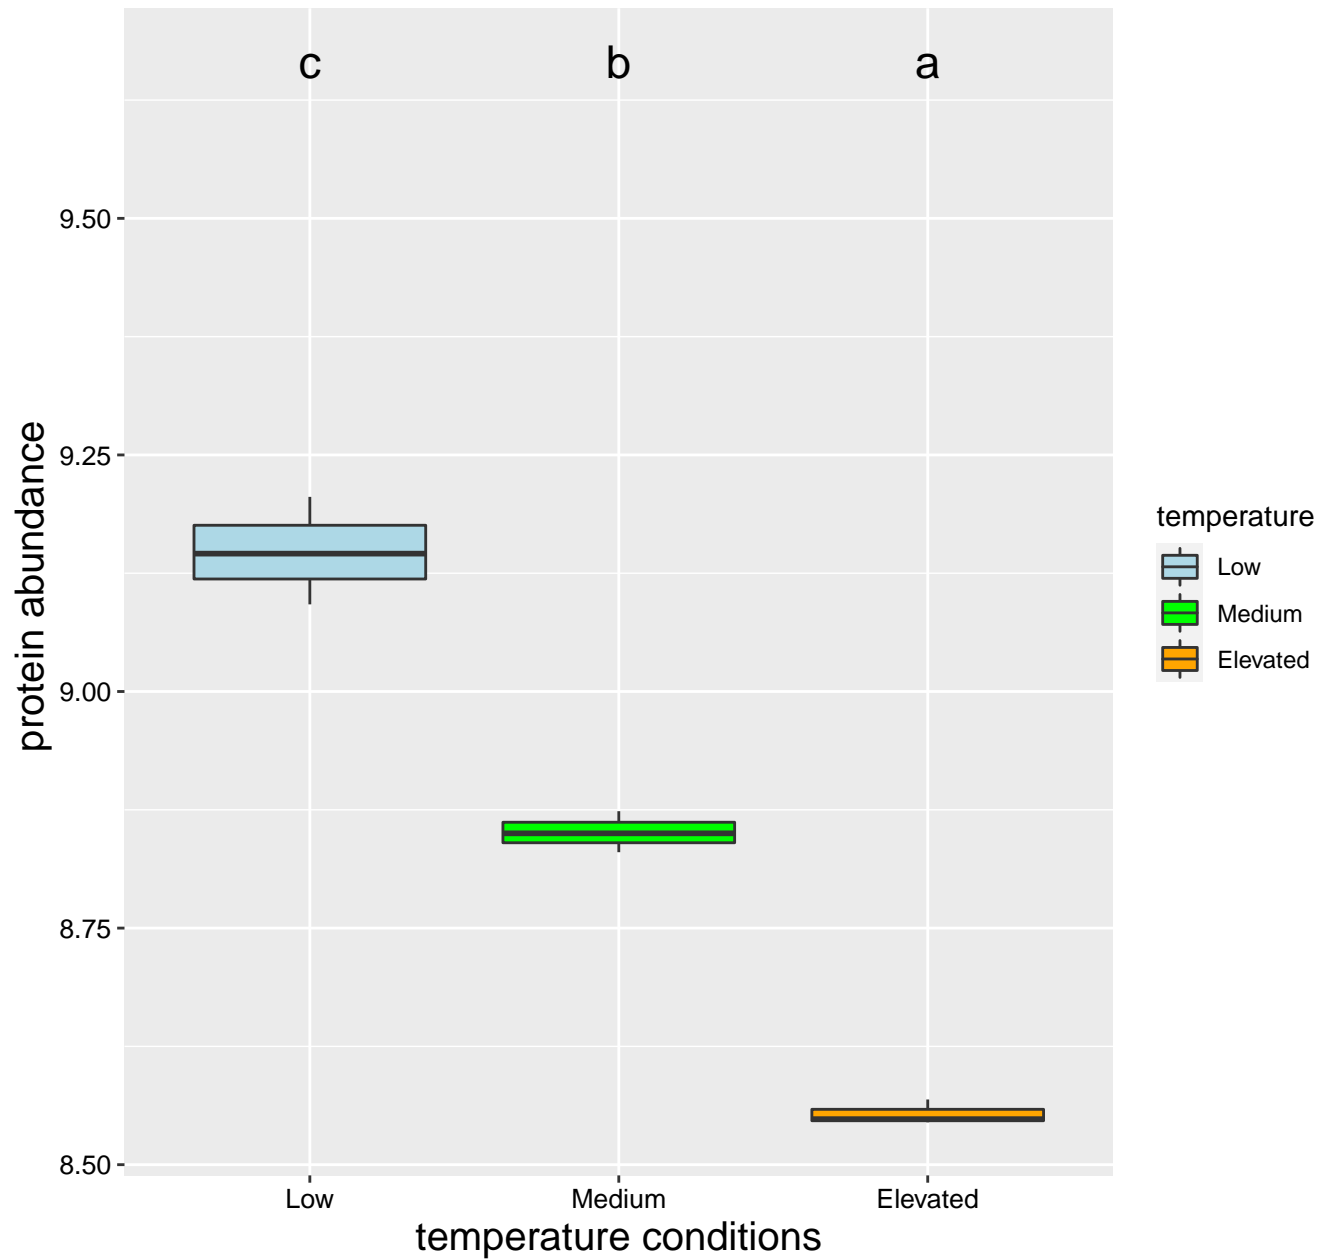 c b a
9.50
9.25
9.00
8.75
8.50
protein abundance
Low Medium Elevated
temperature conditions
temperature
Low
Medium
Elevated